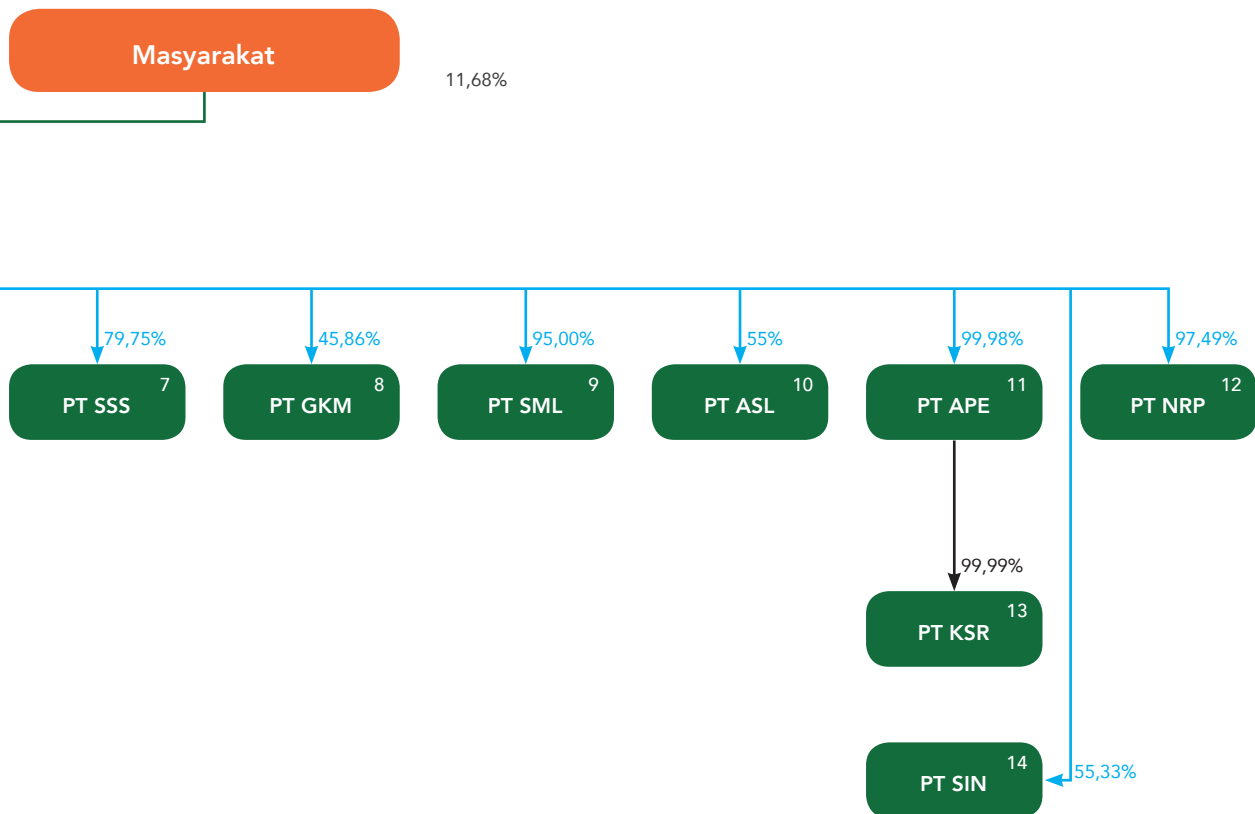 Masyarakat
11,68%
79,75%
45,86%
95,00%
55%
99,98%
97,49%
7
PT SSS
8
PT GKM
9
PT SML
10
PT ASL
11
PT APE
12
PT NRP
99,99%
13
PT KSR
14
PT SIN
55,33%